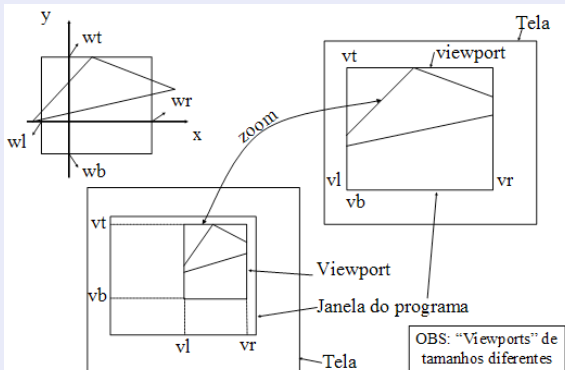 y
wt
wr
wl
x
wb
zoom
Tela
vt
viewport
vl
vb
vr
vt
vb
vl
vr
Viewport
Janela do programa
Tela
OBS: “Viewports” de
tamanhos diferentes